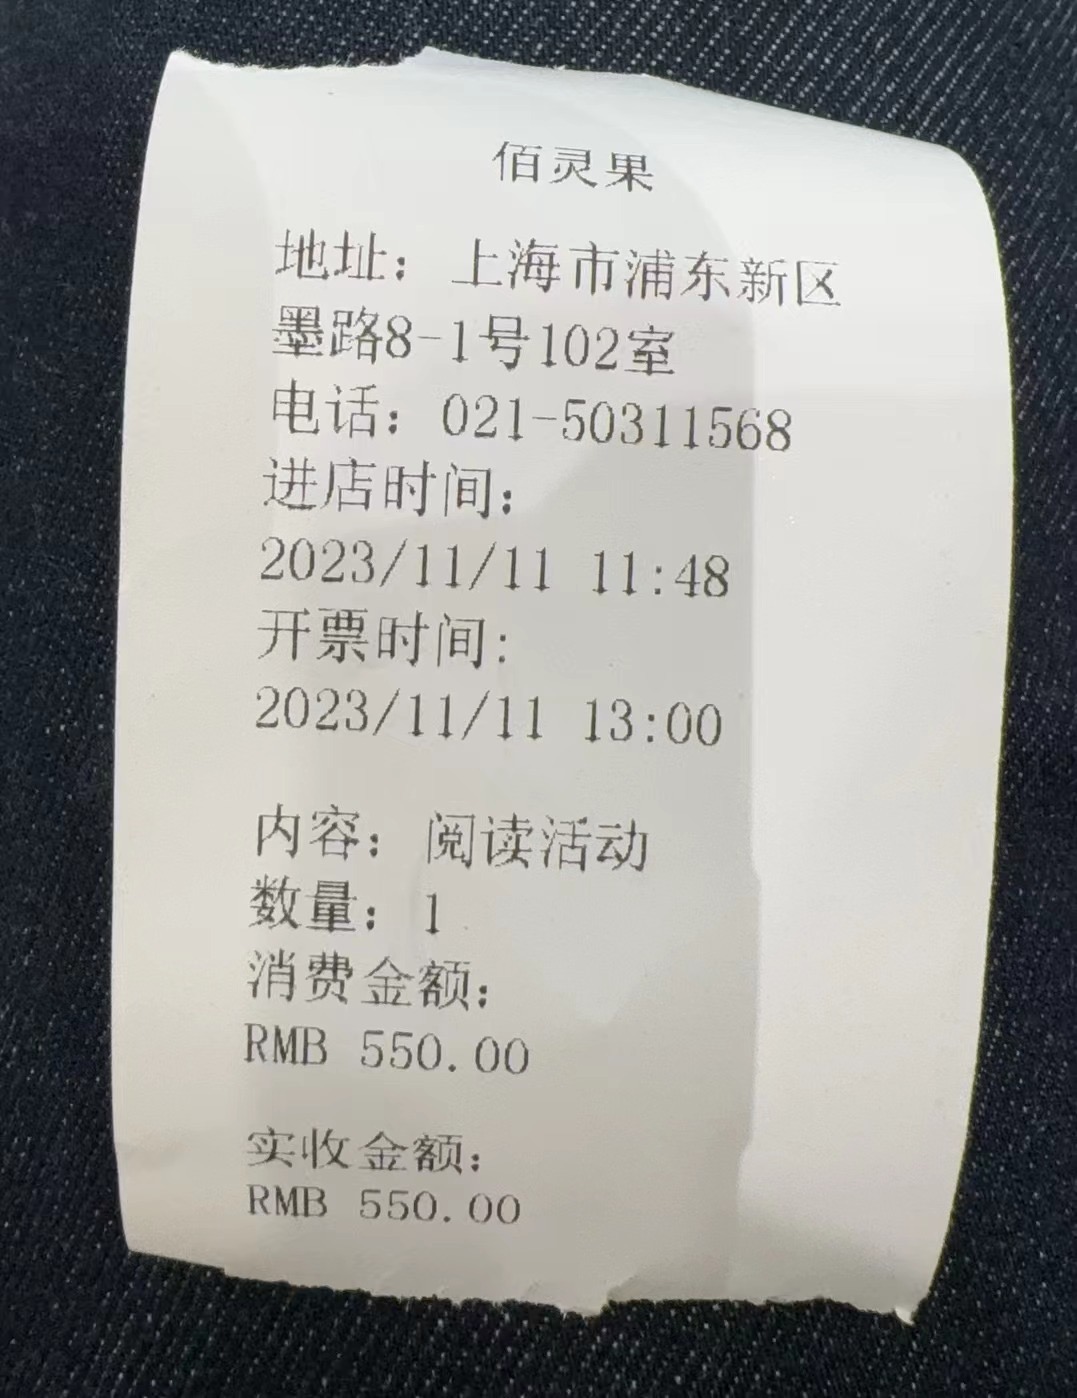 佰灵果
地址：上海市浦东新区
墨路8-1号102室
电话：021-50311568
进店时间：
2023/11/11 11:48
开票时间：
2023/11/11 13:00
内容：阅读活动
数量：1
消费金额：
RMB 550.00
实收金额：
RMB 550.00